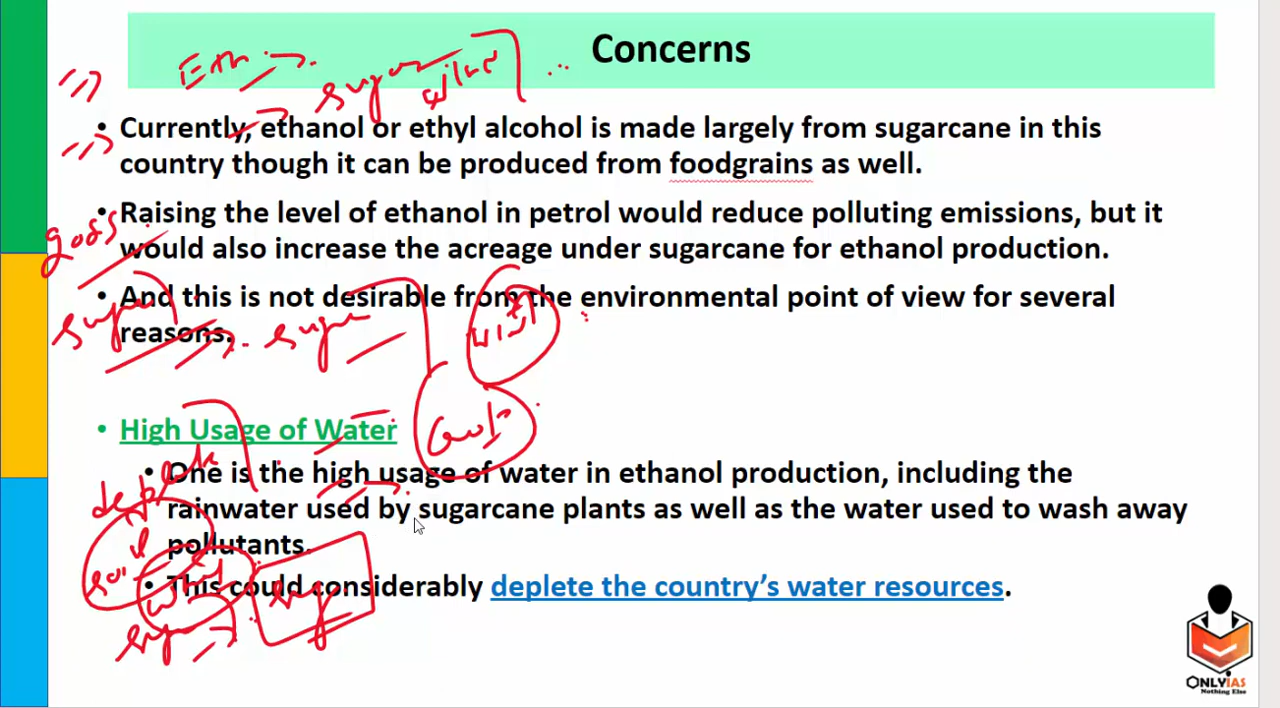 Concerns
Eth
sugar
• Currently, ethanol or ethyl alcohol is made largely from sugarcane in this
country though it can be produced from foodgrains as well.
• Raising the level of ethanol in petrol would reduce polluting emissions, but it
would also increase the acreage under sugarcane for ethanol production.
• And this is not desirable from the environmental point of view for several
reasons.
• High Usage of Water
• One is the high usage of water in ethanol production, including the
rainwater used by sugarcane plants as well as the water used to wash away
pollutants.
• This could considerably deplete the country's water resources.
deplete
soil
ONLYIAS
Nothing Else